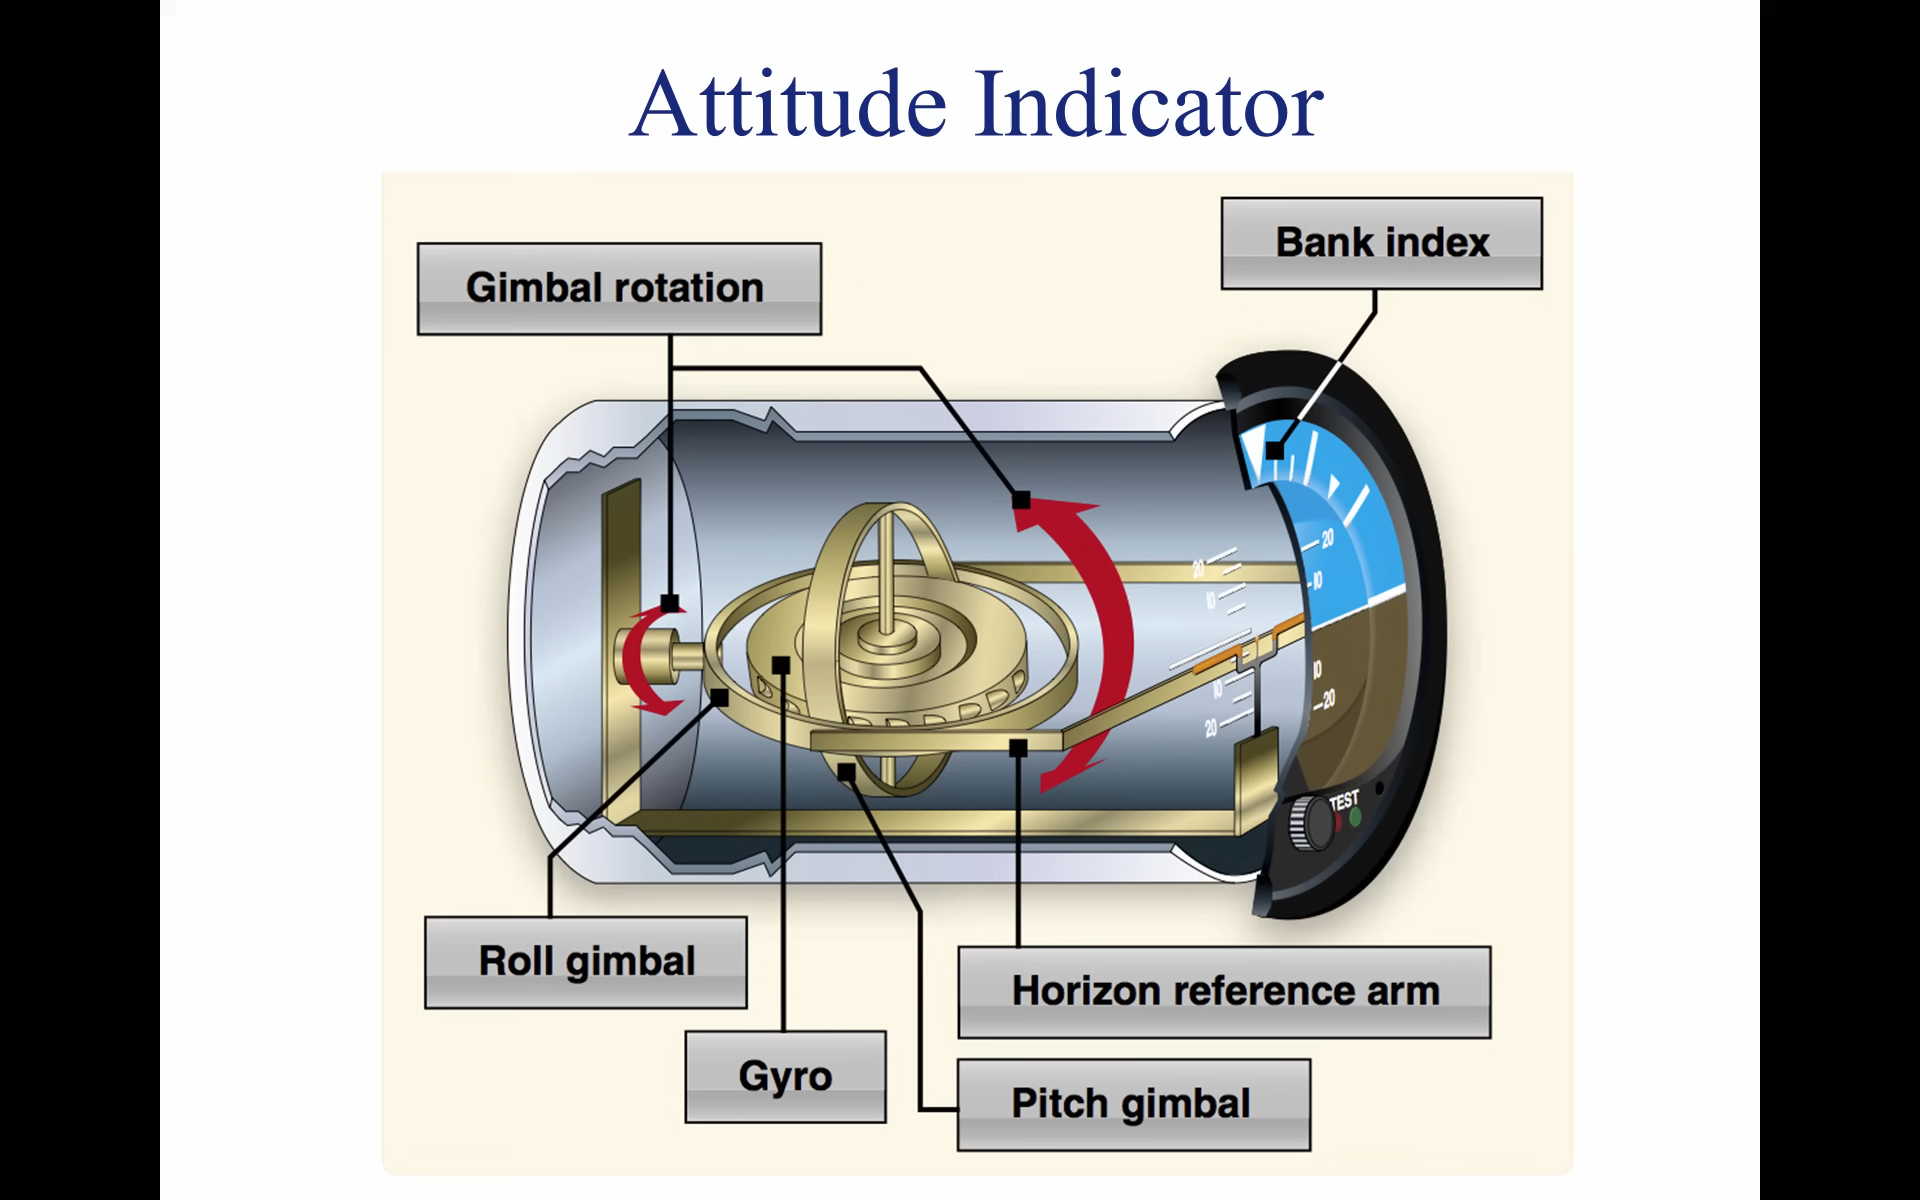 Attitude Indicator
Bank index
Gimbal rotation
20
20
10
10
10
10
20
20
TEST
Roll gimbal
Horizon reference arm
Gyro
Pitch gimbal